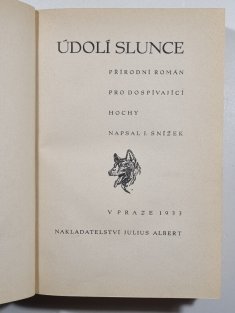 ÚDOLÍ SLUNCE
PŘÍRODNÍ ROMÁN
PRO DOSPÍVAJÍCÍ
HOCHY
NAPSAL I. SNÍŽEK
V PRAZE 1933
NAKLADATELSTVÍ JULIUS ALBERT